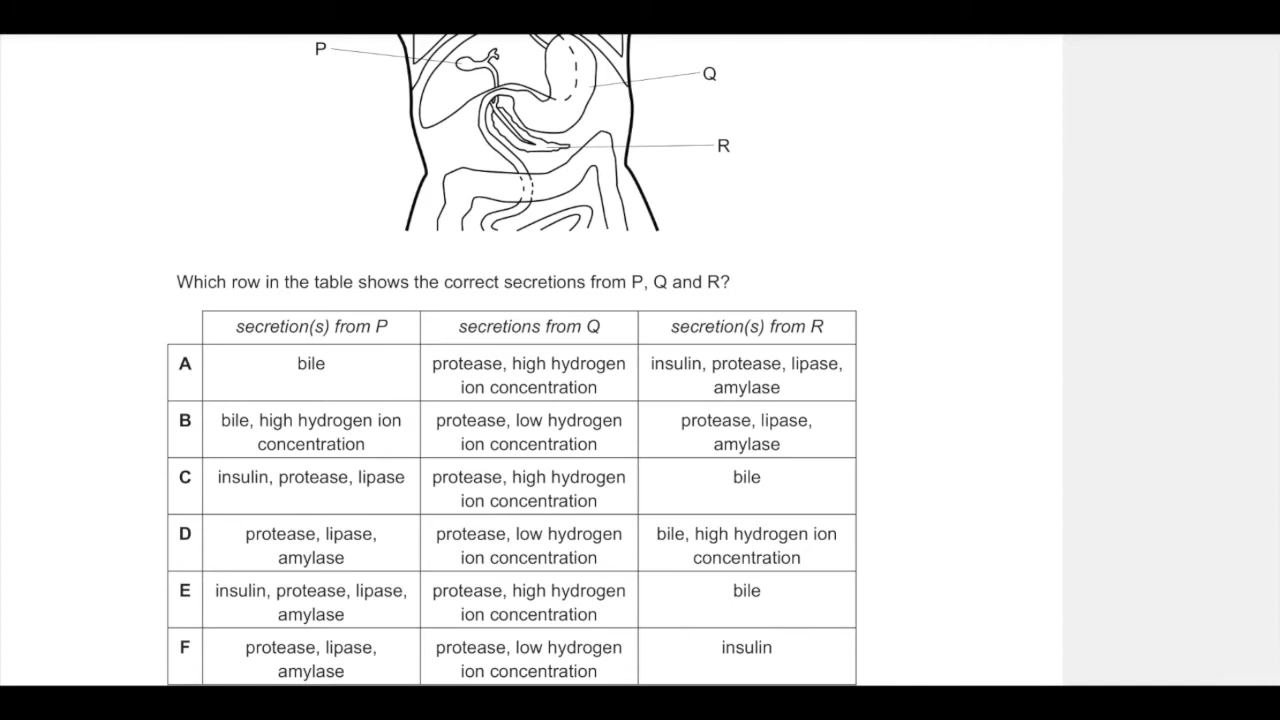 P
Q
R
Which row in the table shows the correct secretions from P, Q and R?
secretion(s) from P secretions from Q secretion(s) from R
A bile protease, high hydrogen ion concentration insulin, protease, lipase, amylase
B bile, high hydrogen ion concentration protease, low hydrogen ion concentration protease, lipase, amylase
C insulin, protease, lipase protease, high hydrogen ion concentration bile
D protease, lipase, amylase protease, low hydrogen ion concentration bile, high hydrogen ion concentration
E insulin, protease, lipase, amylase protease, high hydrogen ion concentration bile
F protease, lipase, amylase protease, low hydrogen ion concentration insulin